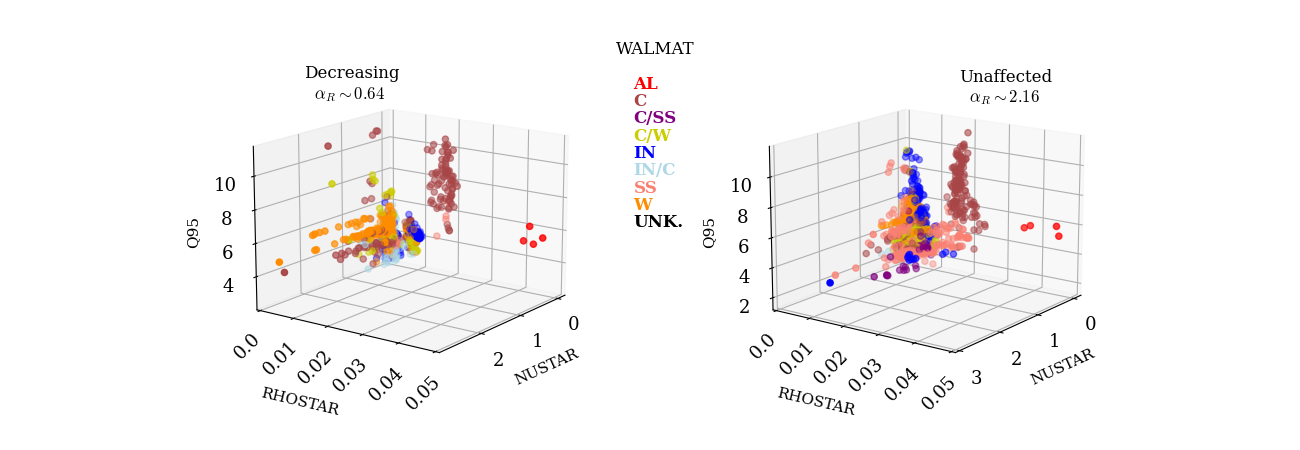 WALMAT
Decreasing
α_R ~ 0.64
Unaffected
α_R ~ 2.16
AL
C
C/SS
C/W
IN
IN/C
SS
W
UNK.
Q95
10
8
6
4
0.0
0.01
0.02
0.03
0.04
0.05
RHOSTAR
2
1
0
NUSTAR
Q95
10
8
6
4
2
0.0
0.01
0.02
0.03
0.04
0.05
RHOSTAR
3
2
1
0
NUSTAR